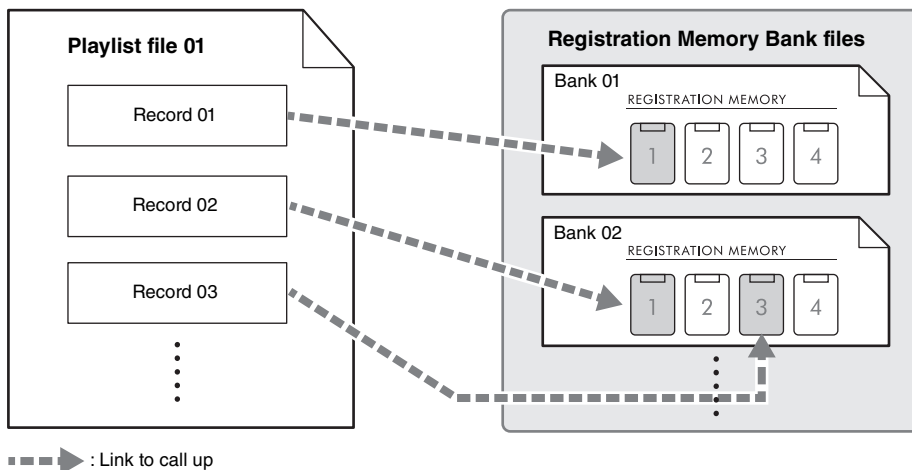 Playlist file 01
Record 01
Record 02
Record 03
Registration Memory Bank files
Bank 01
REGISTRATION MEMORY
1 2 3 4
Bank 02
REGISTRATION MEMORY
1 2 3 4
: Link to call up